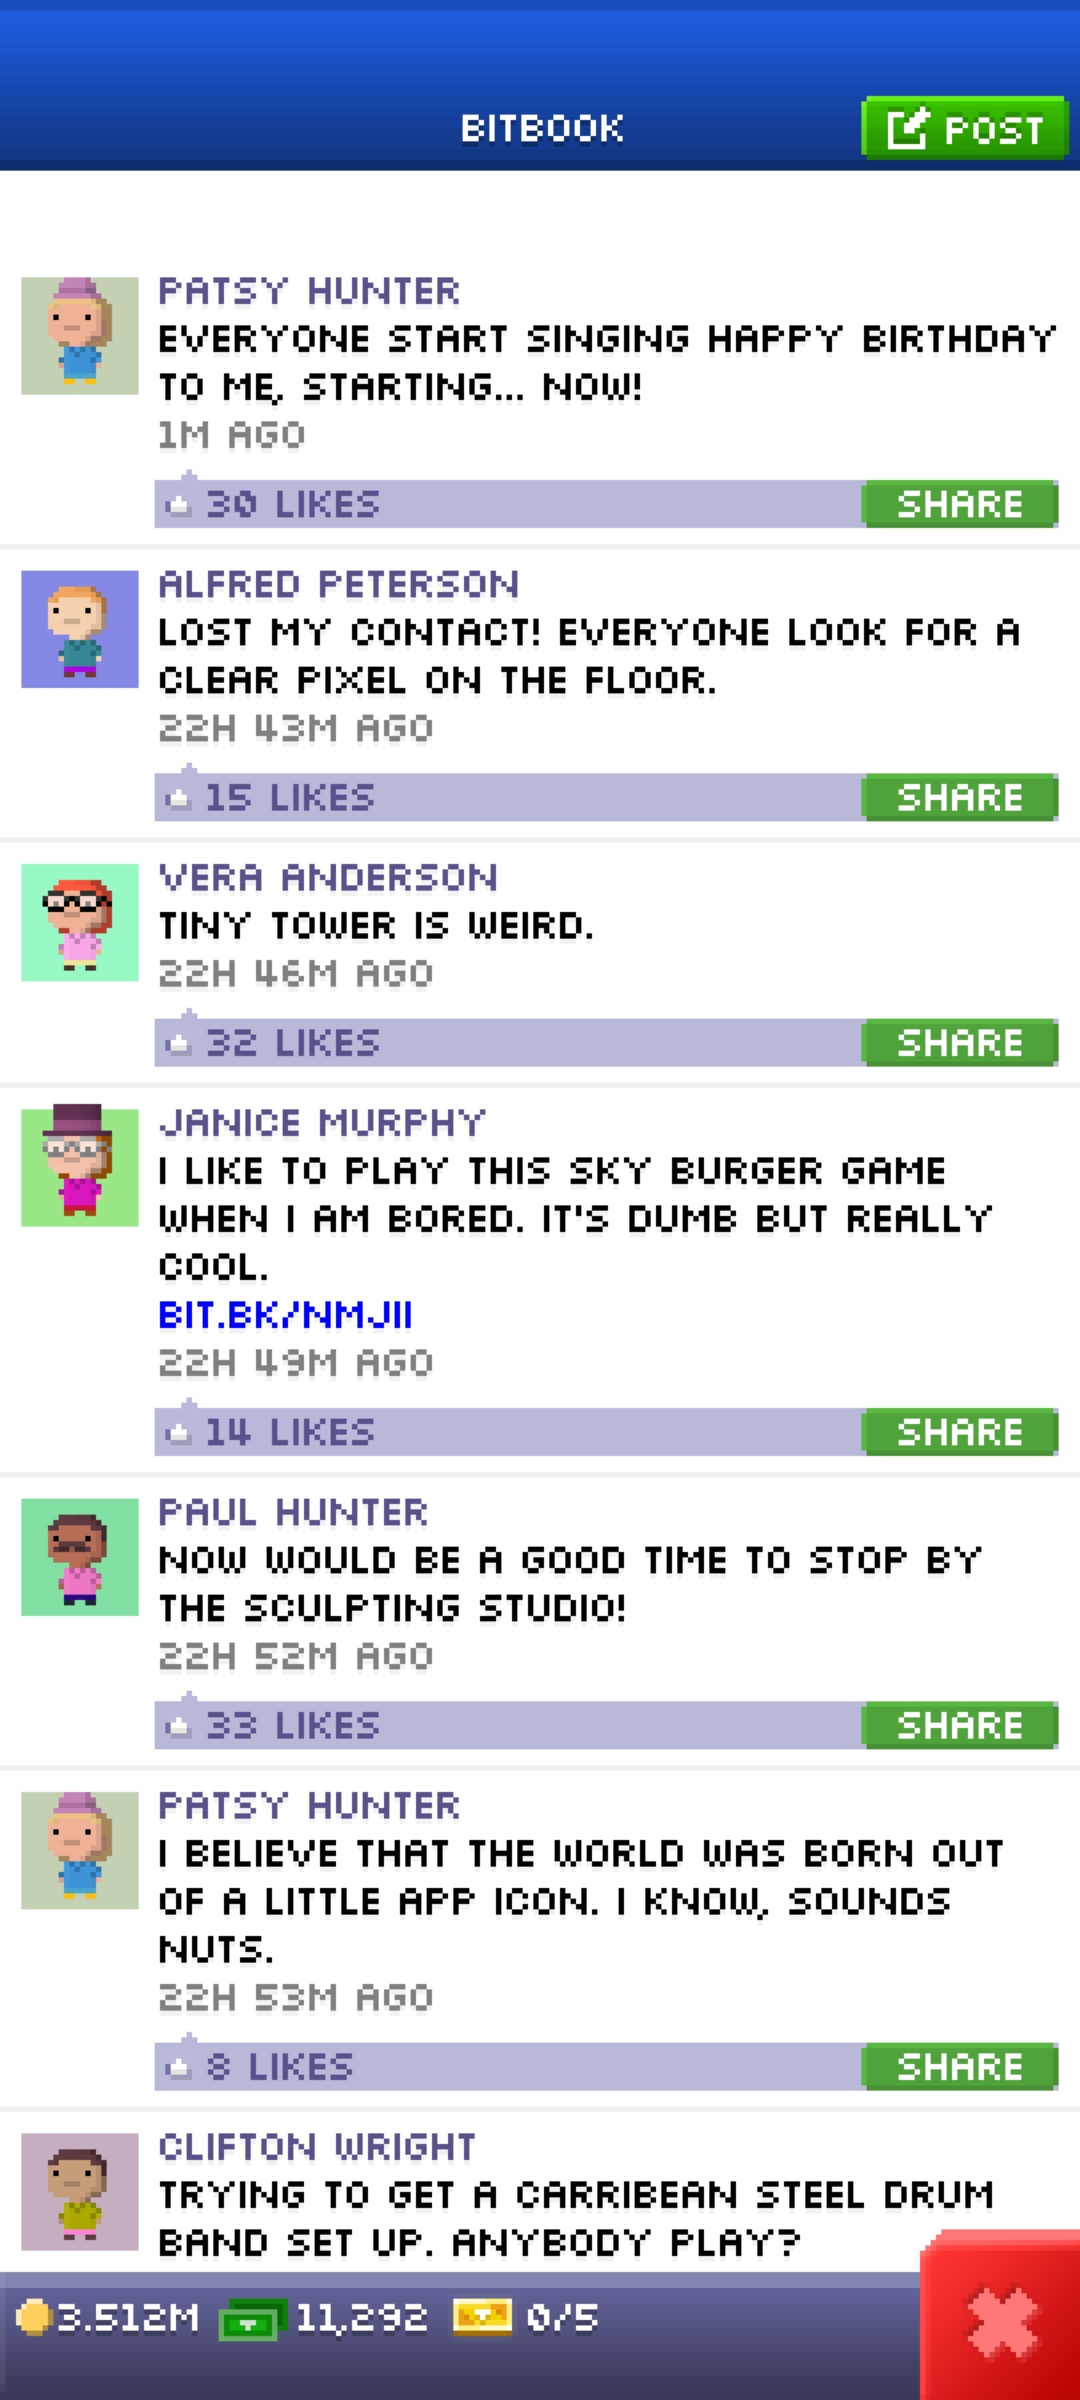 BITBOOK
POST
PATSY HUNTER
EVERYONE START SINGING HAPPY BIRTHDAY
TO ME, STARTING... NOW!
1M AGO
30 LIKES
SHARE
ALFRED PETERSON
LOST MY CONTACT! EVERYONE LOOK FOR A
CLEAR PIXEL ON THE FLOOR.
22H 43M AGO
15 LIKES
SHARE
VERA ANDERSON
TINY TOWER IS WEIRD.
22H 46M AGO
32 LIKES
SHARE
JANICE MURPHY
I LIKE TO PLAY THIS SKY BURGER GAME
WHEN I AM BORED. IT'S DUMB BUT REALLY
COOL.
BIT.BK/NMJII
22H 49M AGO
14 LIKES
SHARE
PAUL HUNTER
NOW WOULD BE A GOOD TIME TO STOP BY
THE SCULPTING STUDIO!
22H 52M AGO
33 LIKES
SHARE
PATSY HUNTER
I BELIEVE THAT THE WORLD WAS BORN OUT
OF A LITTLE APP ICON. I KNOW, SOUNDS
NUTS.
22H 53M AGO
8 LIKES
SHARE
CLIFTON WRIGHT
TRYING TO GET A CARRIBEAN STEEL DRUM
BAND SET UP. ANYBODY PLAY?
3.512M
11,292
0/5